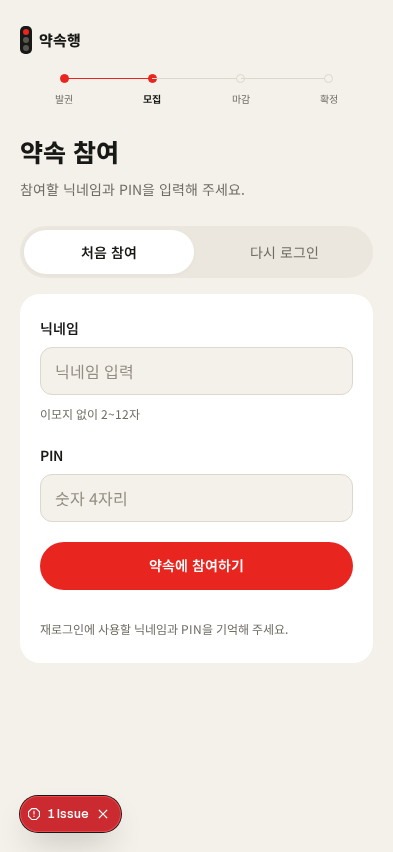 약속행
발권 모집 마감 확정
약속 참여
참여할 닉네임과 PIN을 입력해 주세요.
처음 참여 다시 로그인
닉네임
닉네임 입력
이모지 없이 2~12자
PIN
숫자 4자리
약속에 참여하기
재로그인에 사용할 닉네임과 PIN을 기억해 주세요.
1 Issue